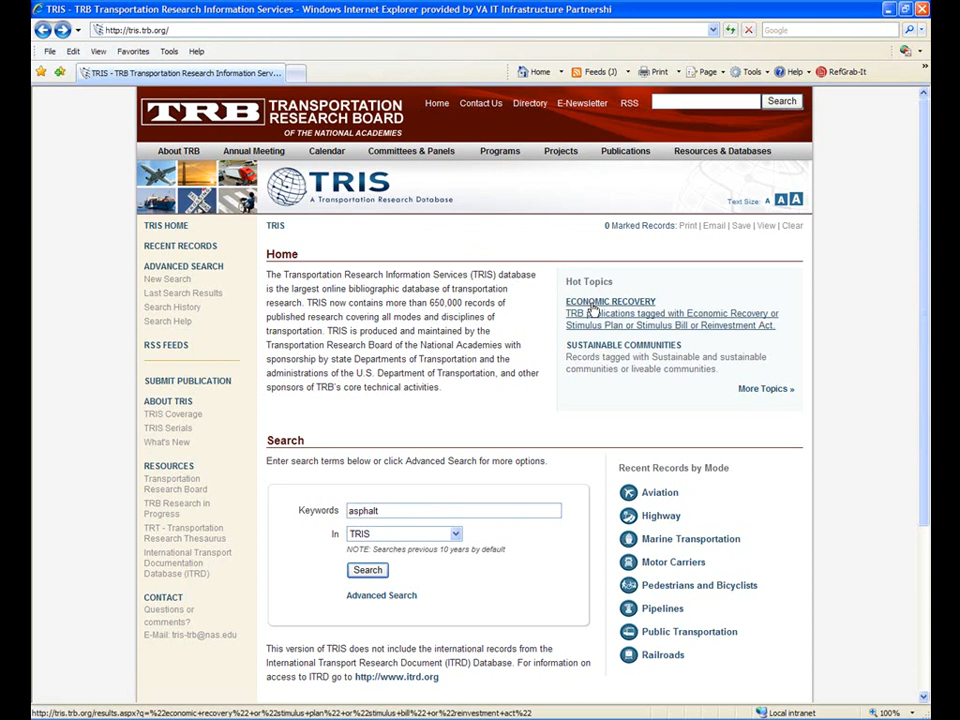 TRIS - TRB Transportation Research Information Services - Windows Internet Explorer provided by VA IT Infrastructure Partnershi
http://tris.trb.org/
Google
File Edit View Favorites Tools Help
TRIS - TRB Transportation Research Information Serv...
Home Feeds (J) Print Page Tools Help RefGrab-It
TRB TRANSPORTATION RESEARCH BOARD
OF THE NATIONAL ACADEMIES
Home Contact Us Directory E-Newsletter RSS Search
About TRB Annual Meeting Calendar Committees & Panels Programs Projects Publications Resources & Databases
TRIS
A Transportation Research Database
Text Size: A A A
TRIS HOME
RECENT RECORDS
ADVANCED SEARCH
New Search
Last Search Results
Search History
Search Help
RSS FEEDS
SUBMIT PUBLICATION
ABOUT TRIS
TRIS Coverage
TRIS Serials
What's New
RESOURCES
Transportation
Research Board
TRB Research in
Progress
TRT - Transportation
Research Thesaurus
International Transport
Documentation
Database (ITRD)
CONTACT
Questions or
comments?
E-Mail: tris-trb@nas.edu
TRIS
0 Marked Records: Print | Email | Save | View | Clear
Home
The Transportation Research Information Services (TRIS) database
is the largest online bibliographic database of transportation
research. TRIS now contains more than 650,000 records of
published research covering all modes and disciplines of
transportation. TRIS is produced and maintained by the
Transportation Research Board of the National Academies with
sponsorship by state Departments of Transportation and the
administrations of the U.S. Department of Transportation, and other
sponsors of TRB's core technical activities.
Hot Topics
ECONOMIC RECOVERY
TRB Publications tagged with Economic Recovery or
Stimulus Plan or Stimulus Bill or Reinvestment Act.
SUSTAINABLE COMMUNITIES
Records tagged with Sustainable and sustainable
communities or liveable communities.
More Topics »
Search
Enter search terms below or click Advanced Search for more options.
Keywords asphalt
In TRIS
NOTE: Searches previous 10 years by default
Search
Advanced Search
Recent Records by Mode
Aviation
Highway
Marine Transportation
Motor Carriers
Pedestrians and Bicyclists
Pipelines
Public Transportation
Railroads
This version of TRIS does not include the international records from the
International Transport Research Document (ITRD) Database. For information on
access to ITRD go to http://www.itrd.org
http://tris.trb.org/results.aspx?q=%22economic+recovery%22+or%22stimulus+plan%22+or%22stimulus+bill%22+or%22reinvestment+act%22
Local intranet
100%